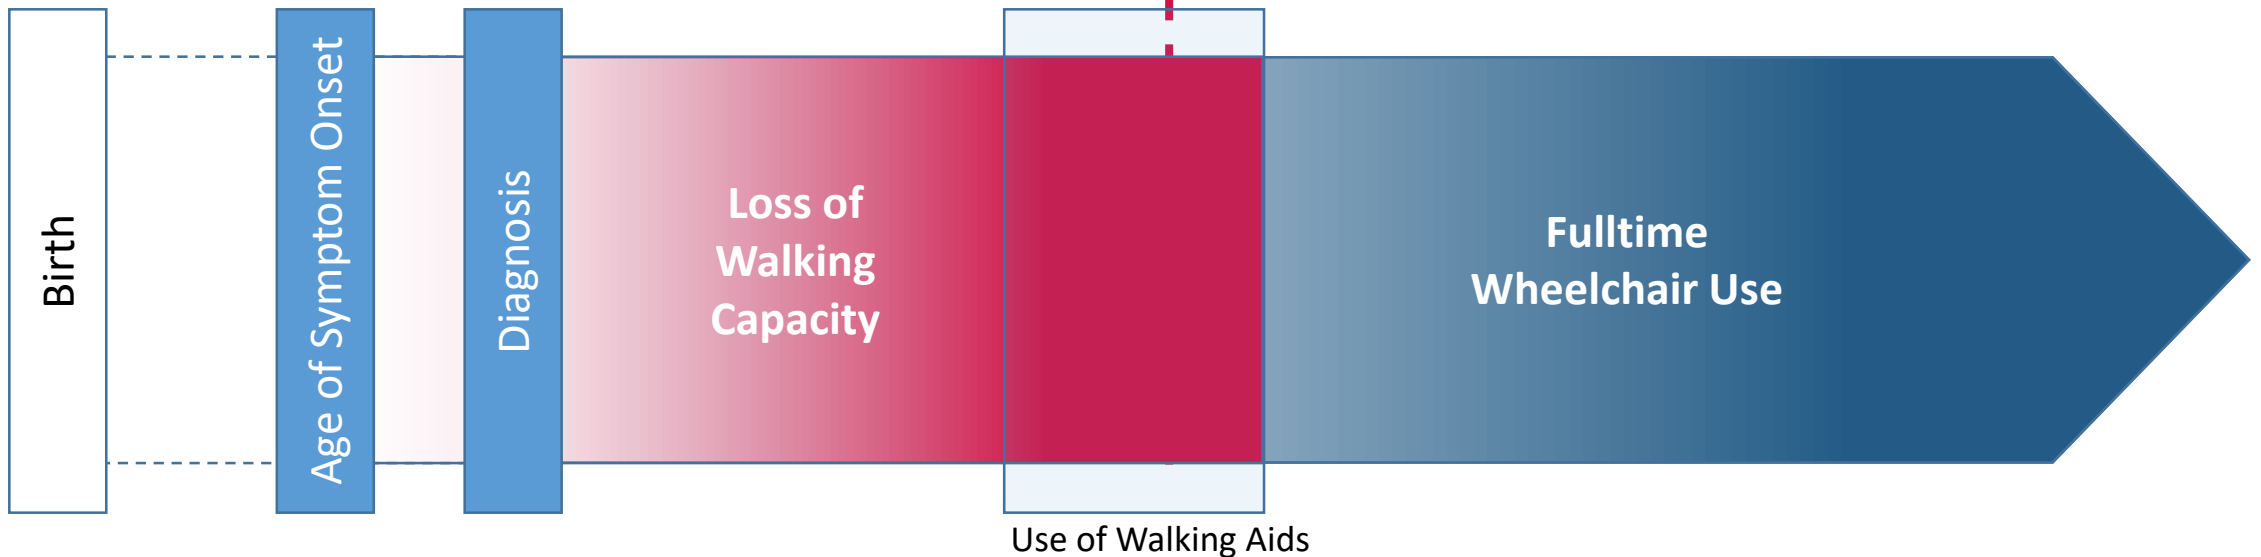 Birth
Age of Symptom Onset
Diagnosis
Loss of
Walking
Capacity
Fulltime
Wheelchair Use
Use of Walking Aids